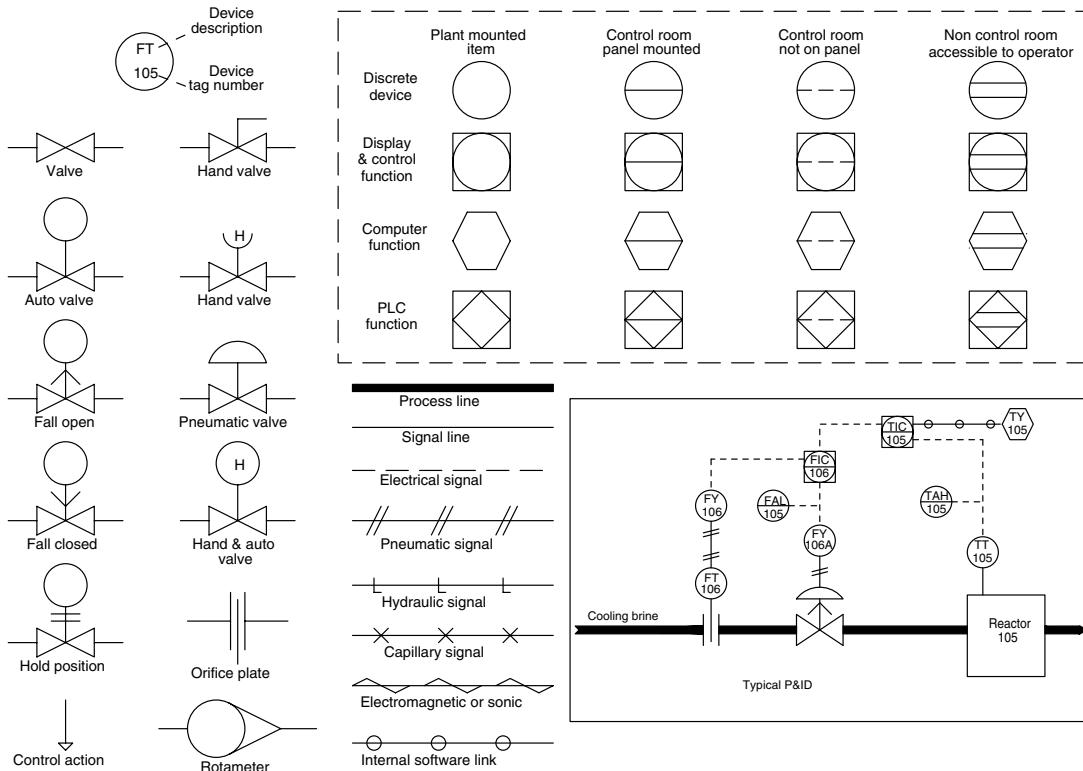 Device
description
FT
105
Device
tag number
Valve
Hand valve
Auto valve
H
Hand valve
Fall open
Pneumatic valve
Fall closed
H
Hand & auto
valve
Hold position
Orifice plate
Control action
Rotameter
Plant mounted
item
Control room
panel mounted
Control room
not on panel
Non control room
accessible to operator
Discrete
device
Display
& control
function
Computer
function
PLC
function
Process line
Signal line
Electrical signal
Pneumatic signal
Hydraulic signal
Capillary signal
Electromagnetic or sonic
Internal software link
TIC
105
TY
105
FIC
106
FY
106
FAL
105
TAH
105
FY
106A
TT
105
FT
106
Cooling brine
Reactor
105
Typical P&ID